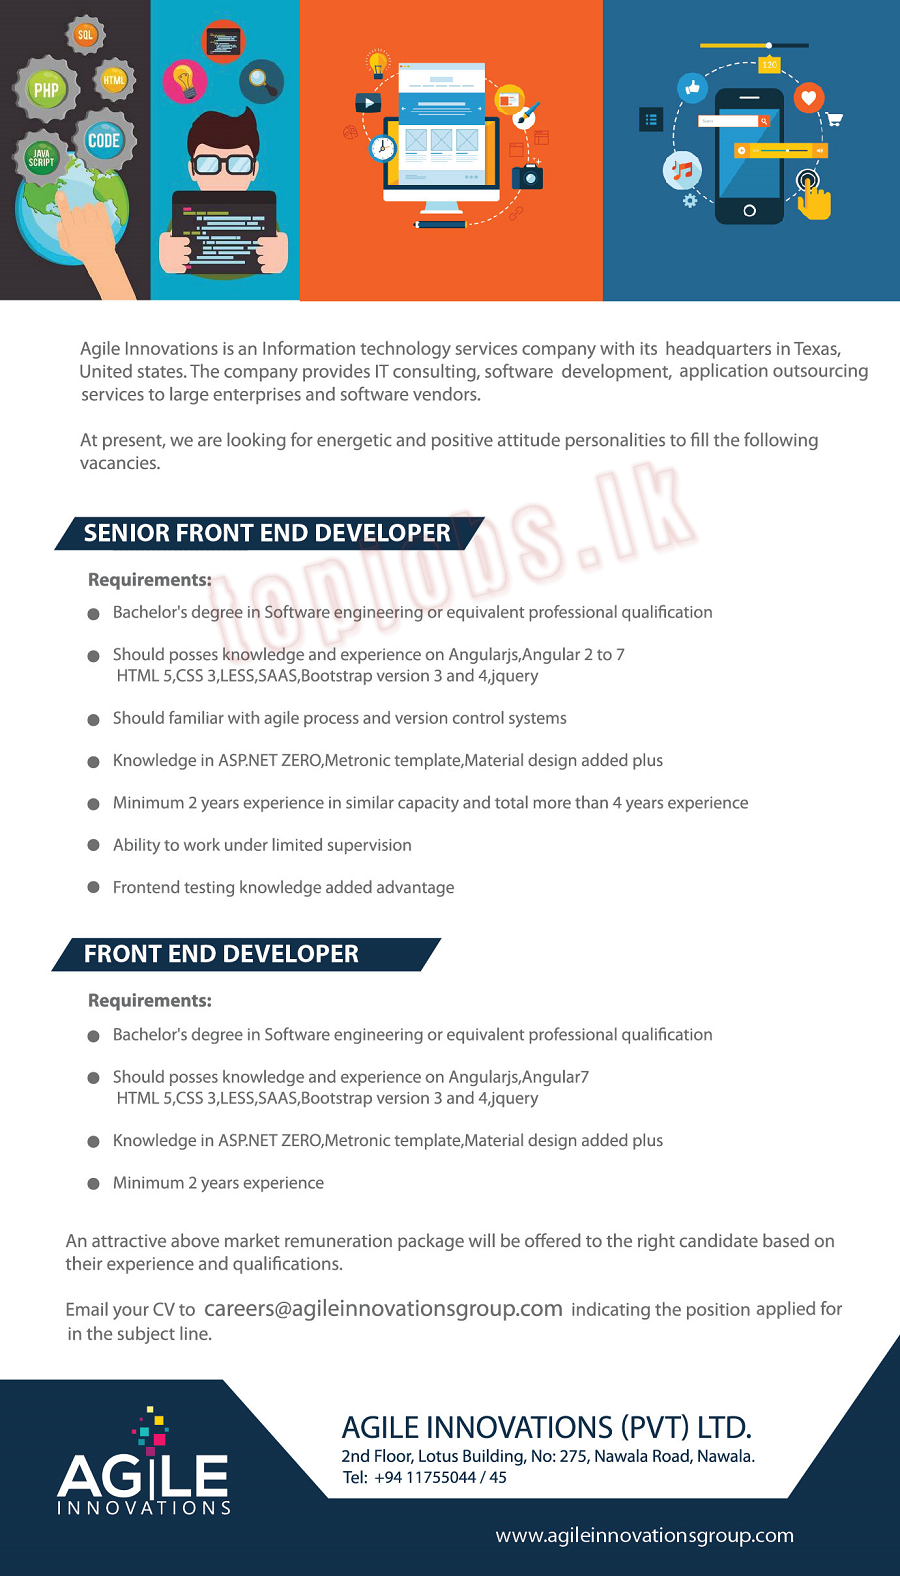 SQL
PHP
HTML
CODE
JAVA
SCRIPT
120
Agile Innovations is an Information technology services company with its headquarters in Texas,
United states. The company provides IT consulting, software development, application outsourcing
services to large enterprises and software vendors.
At present, we are looking for energetic and positive attitude personalities to fill the following
vacancies.
topjobs.lk
SENIOR FRONT END DEVELOPER
Requirements:
Bachelor's degree in Software engineering or equivalent professional qualification
Should posses knowledge and experience on Angularjs,Angular 2 to 7
HTML 5,CSS 3,LESS,SAAS,Bootstrap version 3 and 4,jquery
Should familiar with agile process and version control systems
Knowledge in ASP.NET ZERO,Metronic template,Material design added plus
Minimum 2 years experience in similar capacity and total more than 4 years experience
Ability to work under limited supervision
Frontend testing knowledge added advantage
FRONT END DEVELOPER
Requirements:
Bachelor's degree in Software engineering or equivalent professional qualification
Should posses knowledge and experience on Angularjs,Angular7
HTML 5,CSS 3,LESS,SAAS,Bootstrap version 3 and 4,jquery
Knowledge in ASP.NET ZERO,Metronic template,Material design added plus
Minimum 2 years experience
An attractive above market remuneration package will be offered to the right candidate based on
their experience and qualifications.
Email your CV to careers@agileinnovationsgroup.com indicating the position applied for
in the subject line.
AGILE
INNOVATIONS
AGILE INNOVATIONS (PVT) LTD.
2nd Floor, Lotus Building, No: 275, Nawala Road, Nawala.
Tel: +94 11755044 / 45
www.agileinnovationsgroup.com